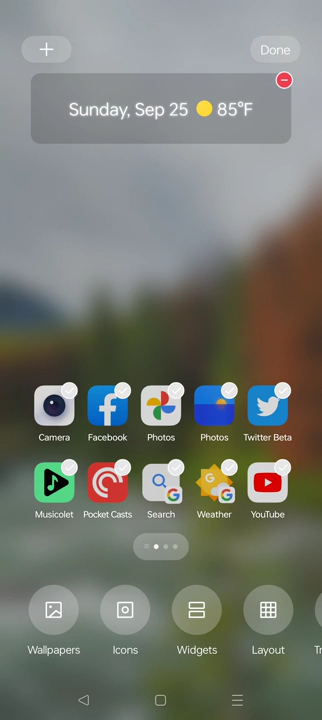 Done
Sunday, Sep 25 85°F
Camera Facebook Photos Photos Twitter Beta
Musicolet Pocket Casts Search Weather YouTube
Wallpapers Icons Widgets Layout Tr